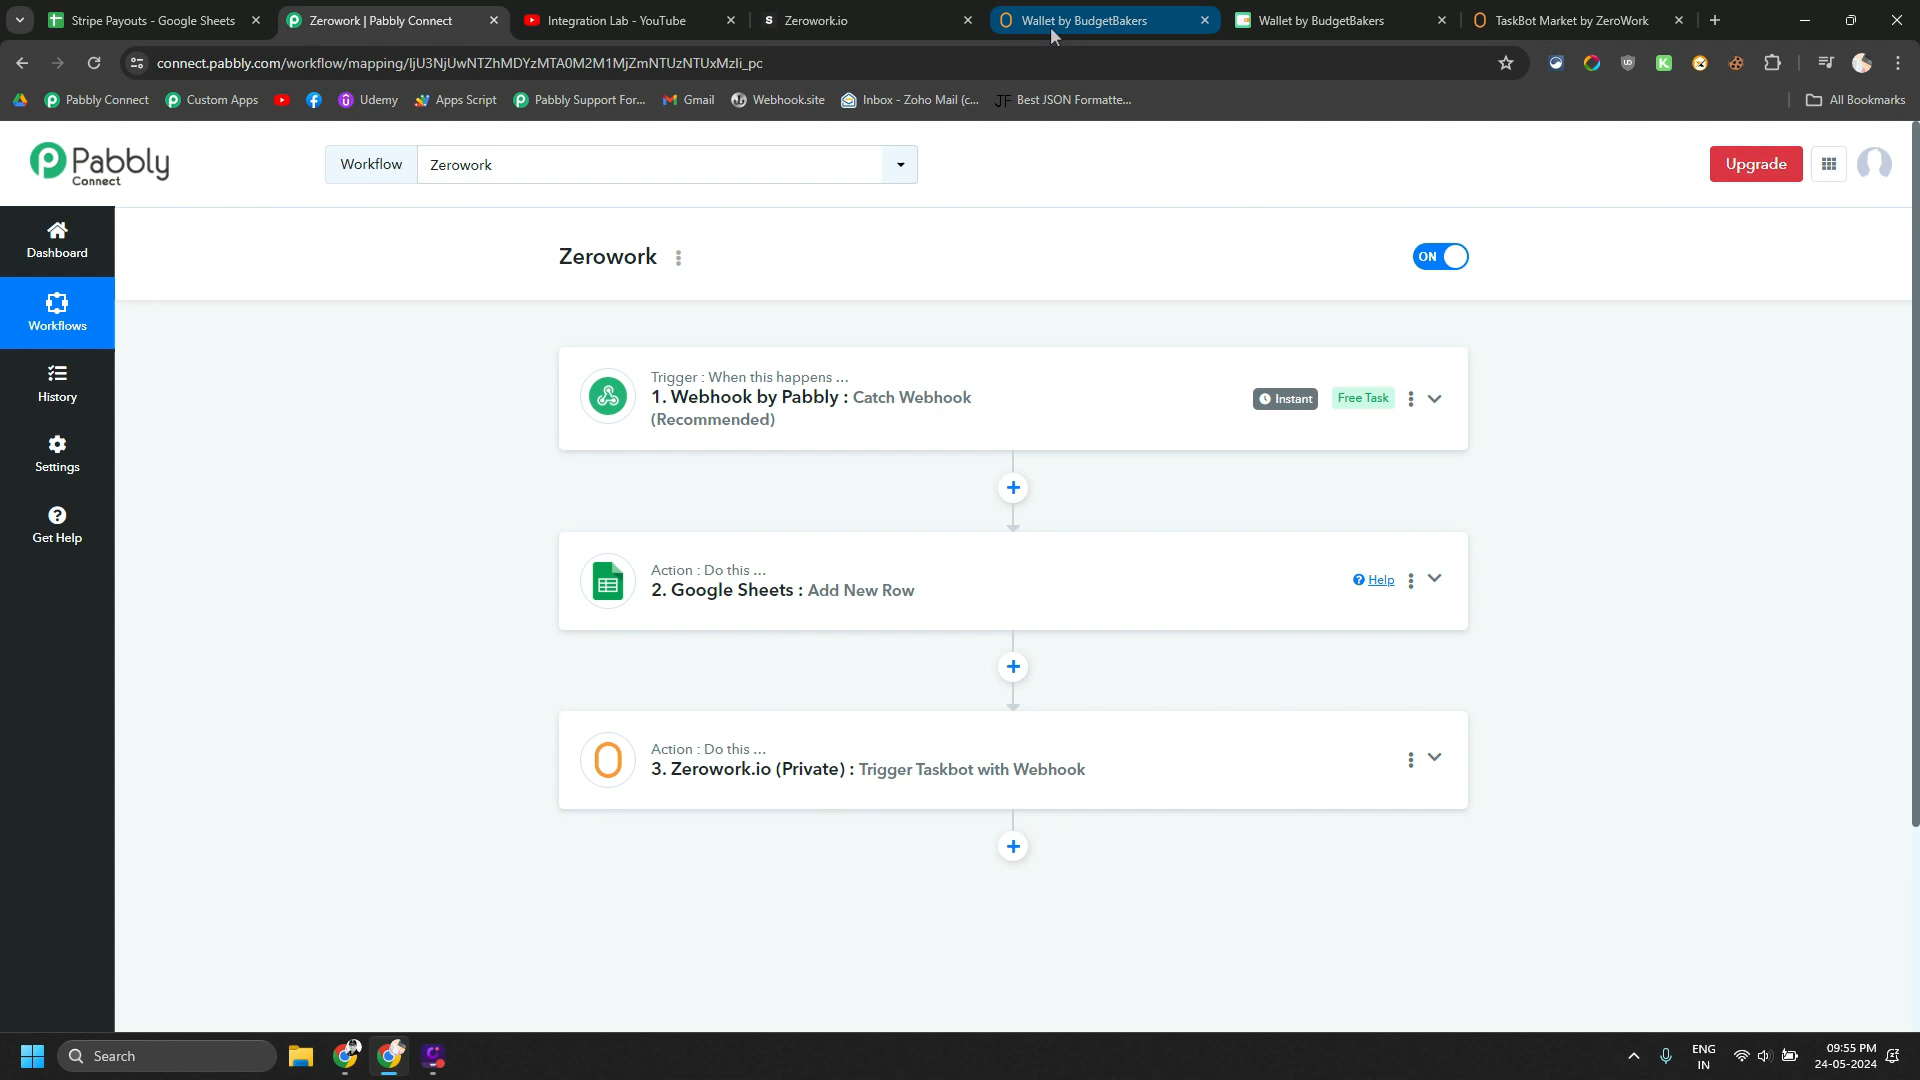 Stripe Payouts - Google Sheets
Zerowork | Pabbly Connect
Integration Lab - YouTube
S Zerowork.io
Wallet by BudgetBakers
Wallet by BudgetBakers
TaskBot Market by ZeroWork
connect.pabbly.com/workflow/mapping/IjU3NjUwNTZhMDYzMTA0M2M1MjZmNTUzNTUxMzIi_pc
Pabbly Connect
Custom Apps
Udemy
Apps Script
Pabbly Support For...
Gmail
Webhook.site
Inbox - Zoho Mail (c...
JF Best JSON Formatte...
All Bookmarks
Pabbly
Connect
Workflow
Zerowork
Upgrade
Dashboard
Workflows
History
Settings
Get Help
Zerowork
ON
Trigger : When this happens ...
1. Webhook by Pabbly : Catch Webhook
(Recommended)
Instant
Free Task
Action : Do this ...
2. Google Sheets : Add New Row
Help
Action : Do this ...
3. Zerowork.io (Private) : Trigger Taskbot with Webhook
Search
ENG
IN
09:55 PM
24-05-2024